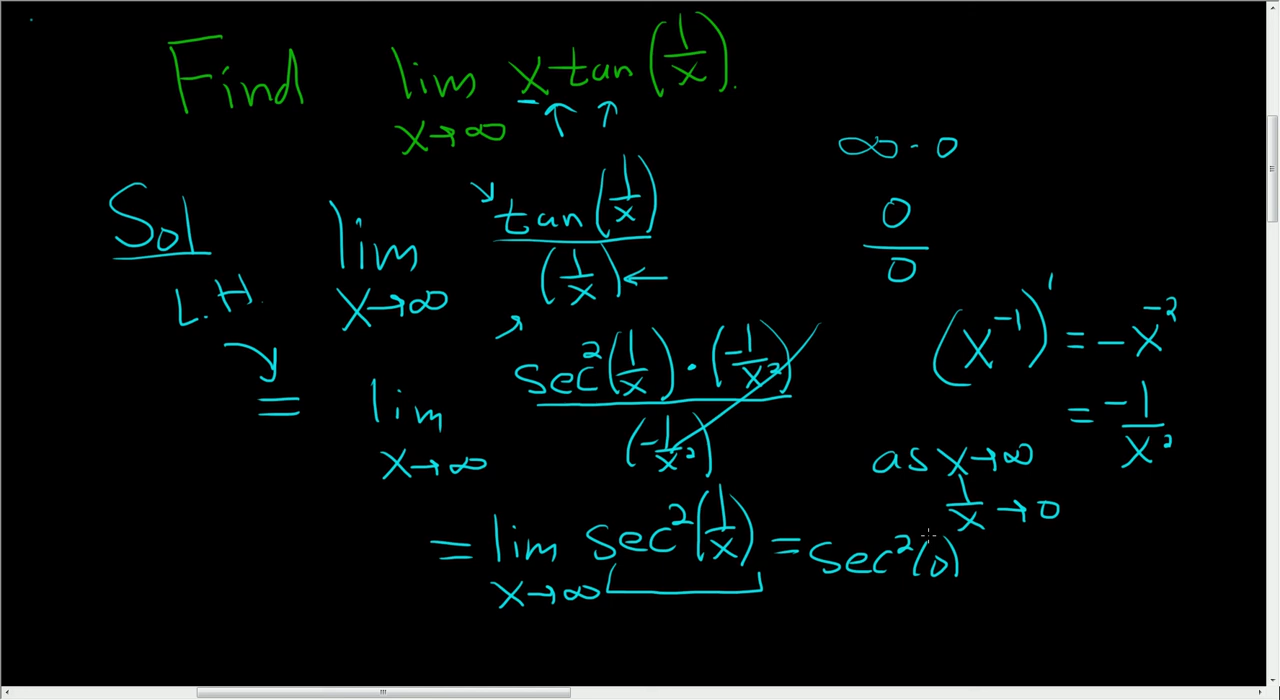 Find lim x→∞ x tan(1/x).
∞ · 0
Sol lim x→∞ tan(1/x) / (1/x)
0/0
L.H.
= lim x→∞ sec²(1/x) · (-1/x²) / (-1/x²)
(x⁻¹)' = -x⁻²
= -1/x²
as x→∞
1/x → 0
= lim x→∞ sec²(1/x) = sec²(0)